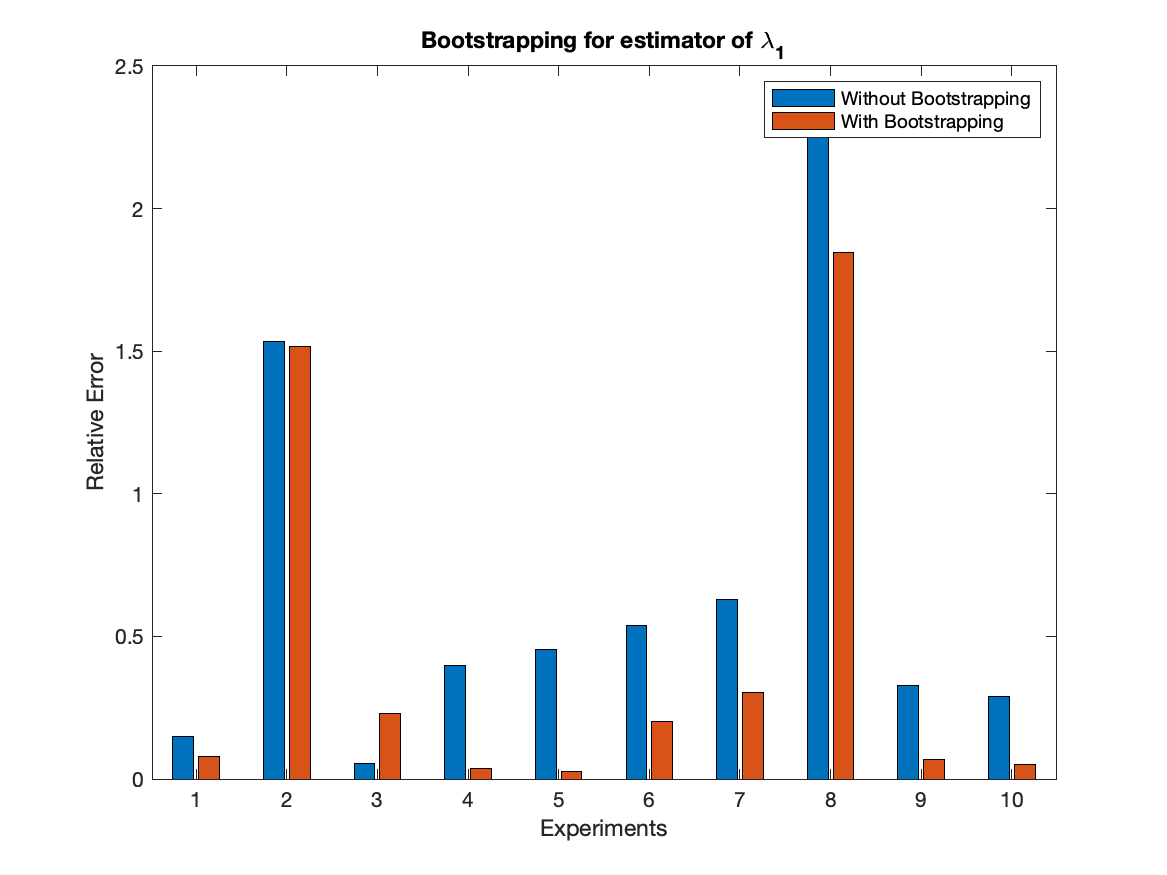 Bootstrapping for estimator of λ₁
2.5
2
1.5
1
0.5
0
Relative Error
Without Bootstrapping
With Bootstrapping
1 2 3 4 5 6 7 8 9 10
Experiments